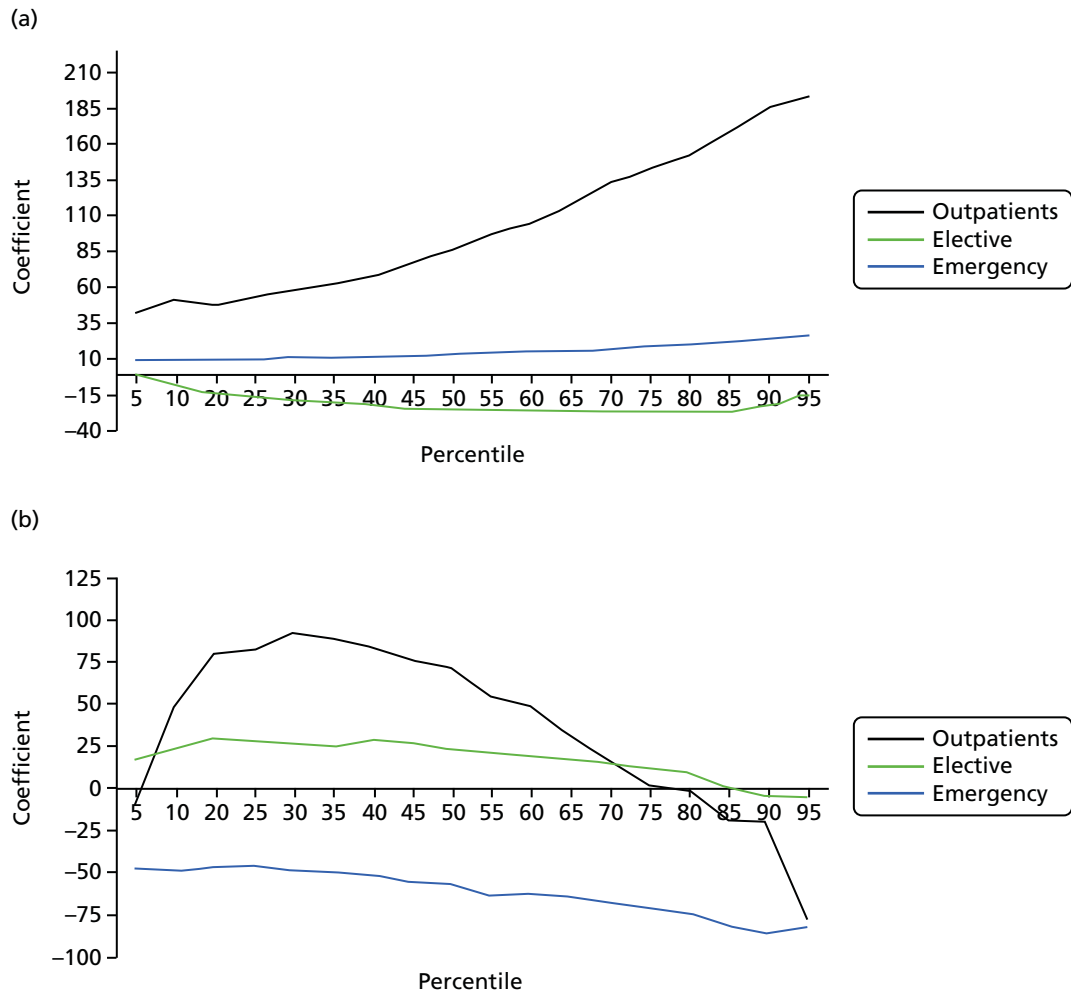 (a)
210
185
160
135
110
85
60
35
10
−15
−40
Coefficient
5 10 20 25 30 35 40 45 50 55 60 65 70 75 80 85 90 95
Percentile
Outpatients
Elective
Emergency
(b)
125
100
75
50
25
0
−25
−50
−75
−100
Coefficient
5 10 20 25 30 35 40 45 50 55 60 65 70 75 80 85 90 95
Percentile
Outpatients
Elective
Emergency